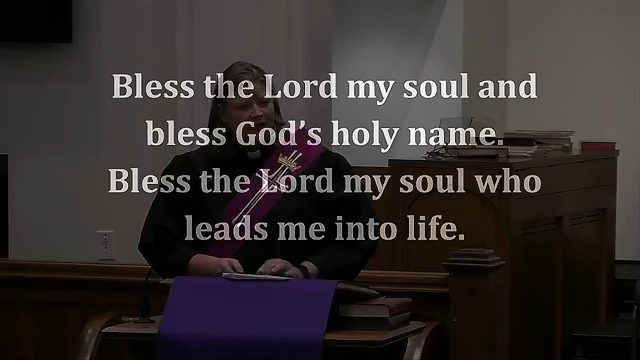 Bless the Lord my soul and
bless God’s holy name.
Bless the Lord my soul who
leads me into life.